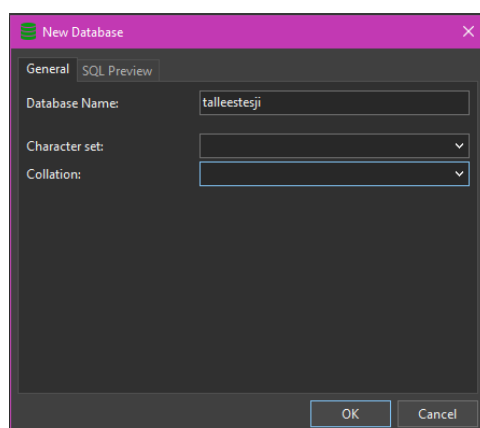 New Database
General SQL Preview
Database Name: talleestesji
Character set:
Collation:
OK Cancel